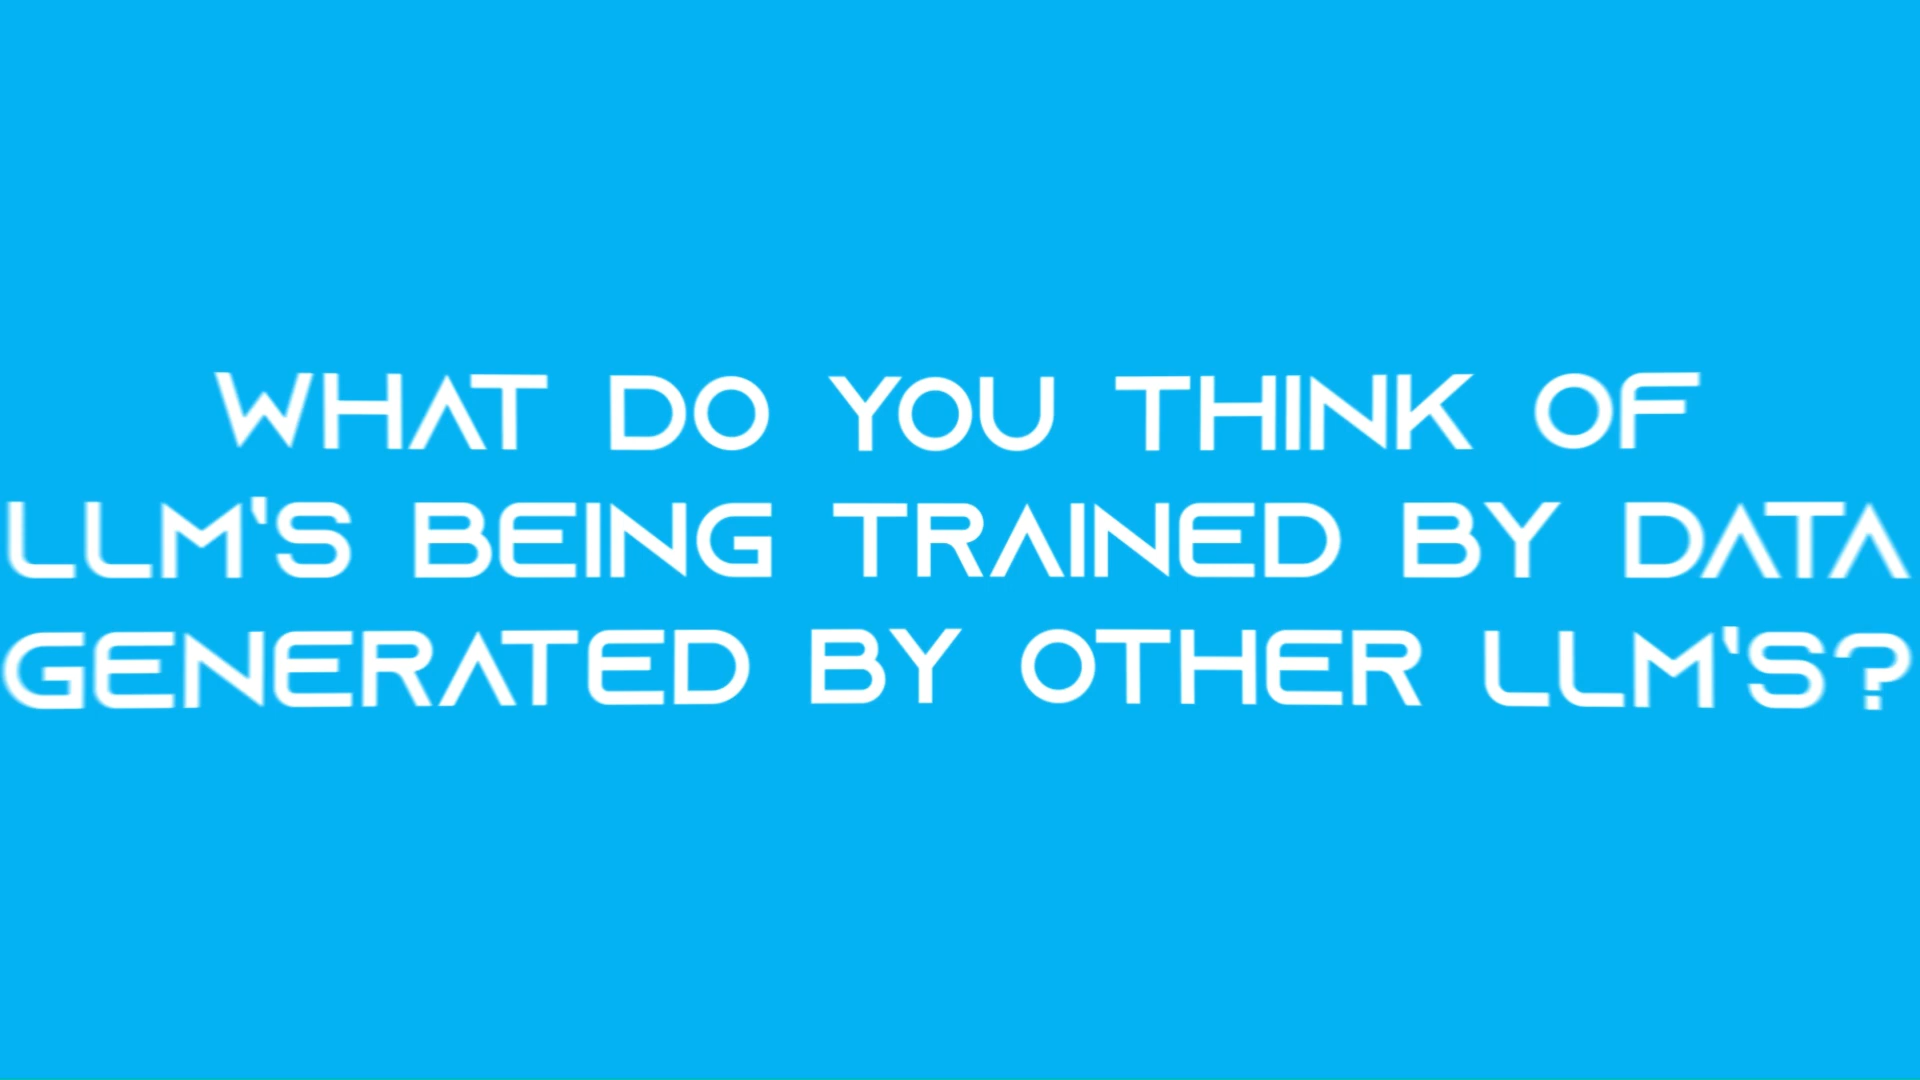 WHAT DO YOU THINK OF
LLM'S BEING TRAINED BY DATA
GENERATED BY OTHER LLM'S?